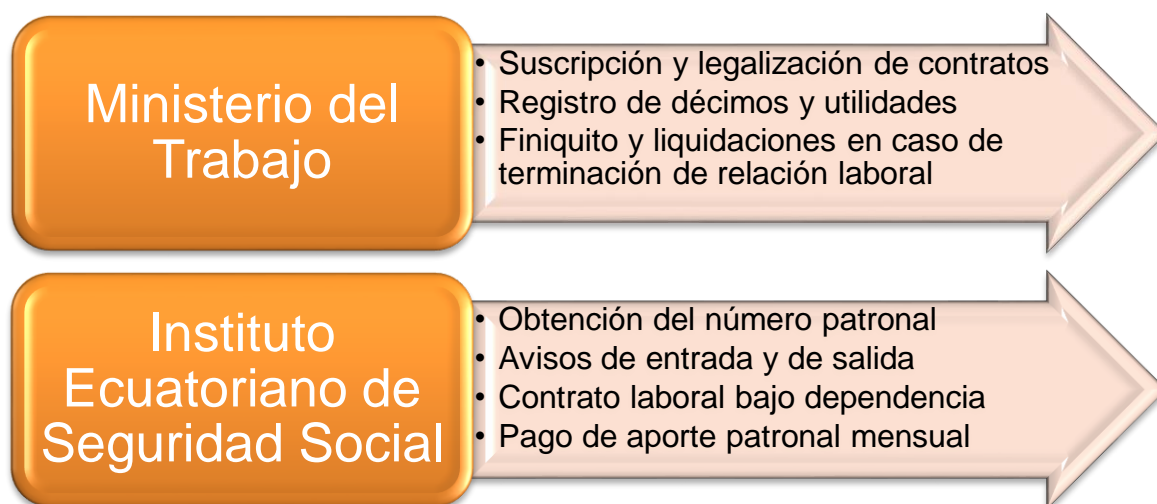 Ministerio del
Trabajo
• Suscripción y legalización de contratos
• Registro de décimos y utilidades
• Finiquito y liquidaciones en caso de
terminación de relación laboral
Instituto
Ecuatoriano de
Seguridad Social
• Obtención del número patronal
• Avisos de entrada y de salida
• Contrato laboral bajo dependencia
• Pago de aporte patronal mensual